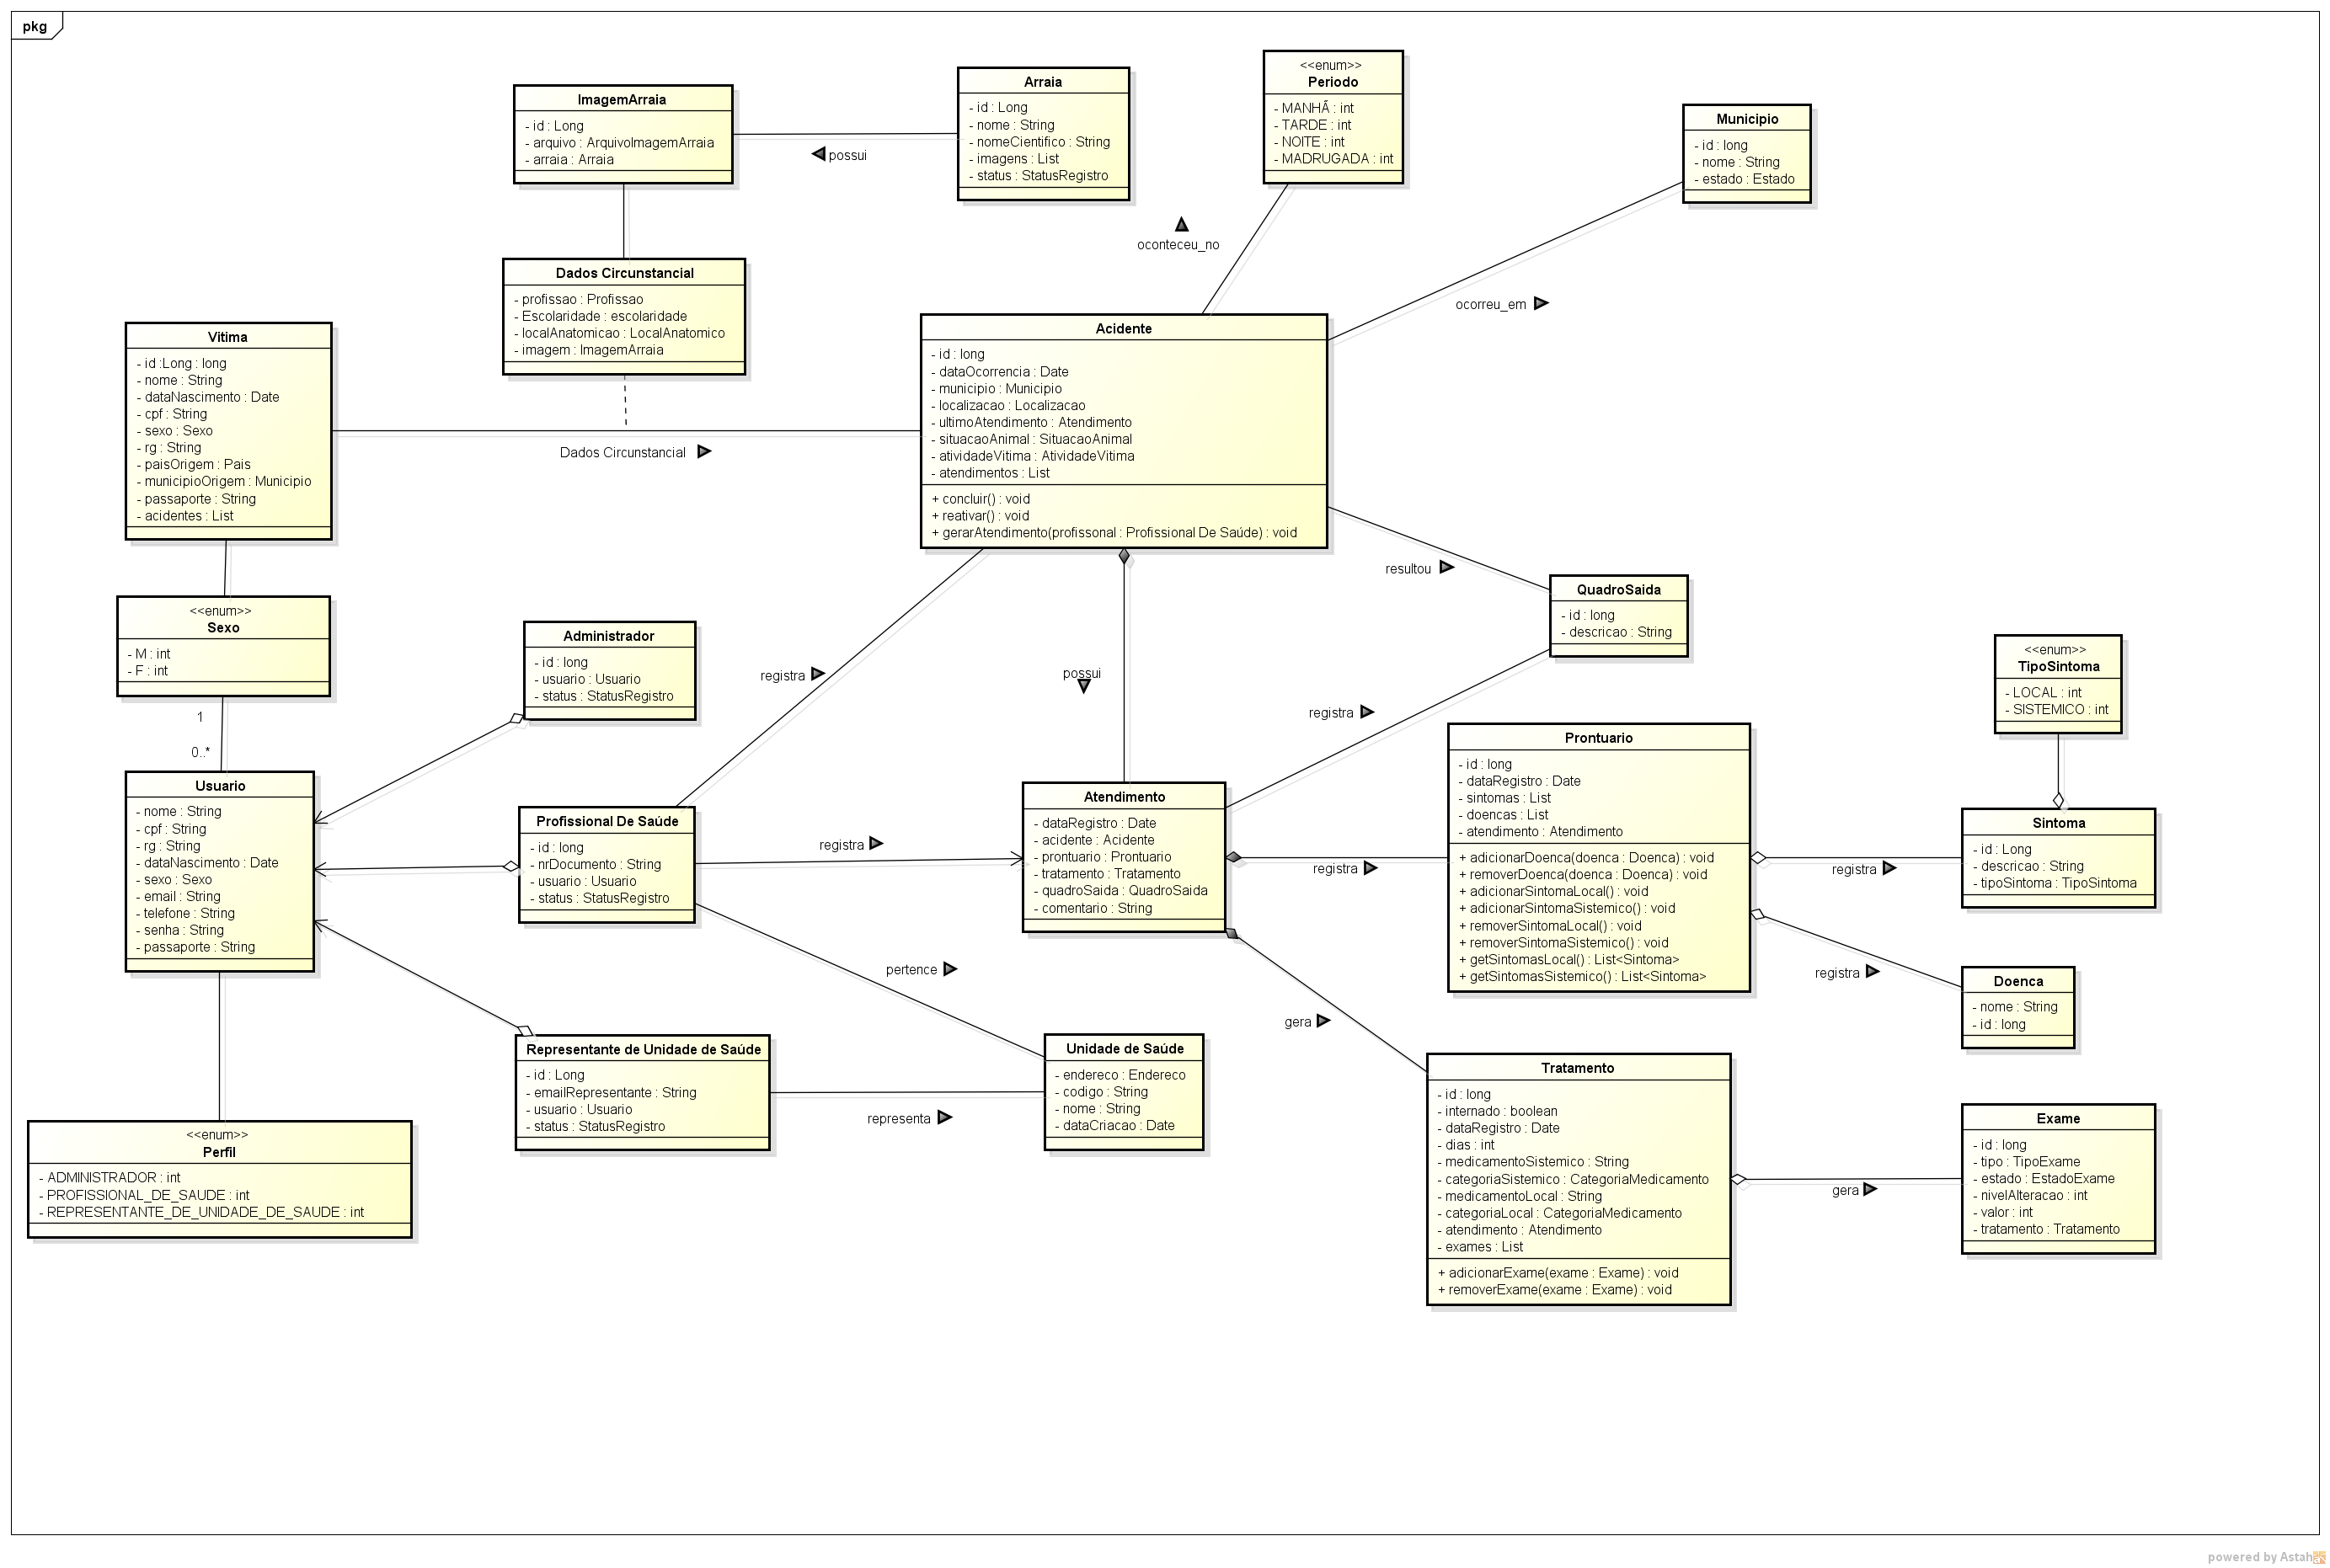 pkg
ImagemArraia
- id : Long
- arquivo : ArquivoImagemArraia
- arraia : Arraia
possui
Arraia
- id : Long
- nome : String
- nomeCientifico : String
- imagens : List
- status : StatusRegistro
<<enum>>
Periodo
- MANHÃ : int
- TARDE : int
- NOITE : int
- MADRUGADA : int
Municipio
- id : long
- nome : String
- estado : Estado
oconteceu_no
ocorreu_em
Dados Circunstancial
- profissao : Profissao
- Escolaridade : escolaridade
- localAnatomicao : LocalAnatomico
- imagem : ImagemArraia
Vitima
- id :Long : long
- nome : String
- dataNascimento : Date
- cpf : String
- sexo : Sexo
- rg : String
- paisOrigem : Pais
- municipioOrigem : Municipio
- passaporte : String
- acidentes : List
Dados Circunstancial
Acidente
- id : long
- dataOcorrencia : Date
- municipio : Municipio
- localizacao : Localizacao
- ultimoAtendimento : Atendimento
- situacaoAnimal : SituacaoAnimal
- atividadeVitima : AtividadeVitima
- atendimentos : List
+ concluir() : void
+ reativar() : void
+ gerarAtendimento(profissonal : Profissional De Saúde) : void
resultou
QuadroSaida
- id : long
- descricao : String
<<enum>>
Sexo
- M : int
- F : int
1
0..*
Administrador
- id : long
- usuario : Usuario
- status : StatusRegistro
registra
possui
registra
<<enum>>
TipoSintoma
- LOCAL : int
- SISTEMICO : int
Usuario
- nome : String
- cpf : String
- rg : String
- dataNascimento : Date
- sexo : Sexo
- email : String
- telefone : String
- senha : String
- passaporte : String
Profissional De Saúde
- id : long
- nrDocumento : String
- usuario : Usuario
- status : StatusRegistro
registra
Atendimento
- dataRegistro : Date
- acidente : Acidente
- prontuario : Prontuario
- tratamento : Tratamento
- quadroSaida : QuadroSaida
- comentario : String
registra
Prontuario
- id : long
- dataRegistro : Date
- sintomas : List
- doencas : List
- atendimento : Atendimento
+ adicionarDoenca(doenca : Doenca) : void
+ removerDoenca(doenca : Doenca) : void
+ adicionarSintomaLocal() : void
+ adicionarSintomaSistemico() : void
+ removerSintomaLocal() : void
+ removerSintomaSistemico() : void
+ getSintomasLocal() : List<Sintoma>
+ getSintomasSistemico() : List<Sintoma>
registra
Sintoma
- id : Long
- descricao : String
- tipoSintoma : TipoSintoma
registra
Doenca
- nome : String
- id : long
pertence
gera
Representante de Unidade de Saúde
- id : Long
- emailRepresentante : String
- usuario : Usuario
- status : StatusRegistro
representa
Unidade de Saúde
- endereco : Endereco
- codigo : String
- nome : String
- dataCriacao : Date
Tratamento
- id : long
- internado : boolean
- dataRegistro : Date
- dias : int
- medicamentoSistemico : String
- categoriaSistemico : CategoriaMedicamento
- medicamentoLocal : String
- categoriaLocal : CategoriaMedicamento
- atendimento : Atendimento
- exames : List
+ adicionarExame(exame : Exame) : void
+ removerExame(exame : Exame) : void
gera
Exame
- id : long
- tipo : TipoExame
- estado : EstadoExame
- nivelAlteracao : int
- valor : int
- tratamento : Tratamento
<<enum>>
Perfil
- ADMINISTRADOR : int
- PROFISSIONAL_DE_SAUDE : int
- REPRESENTANTE_DE_UNIDADE_DE_SAUDE : int
powered by Astah